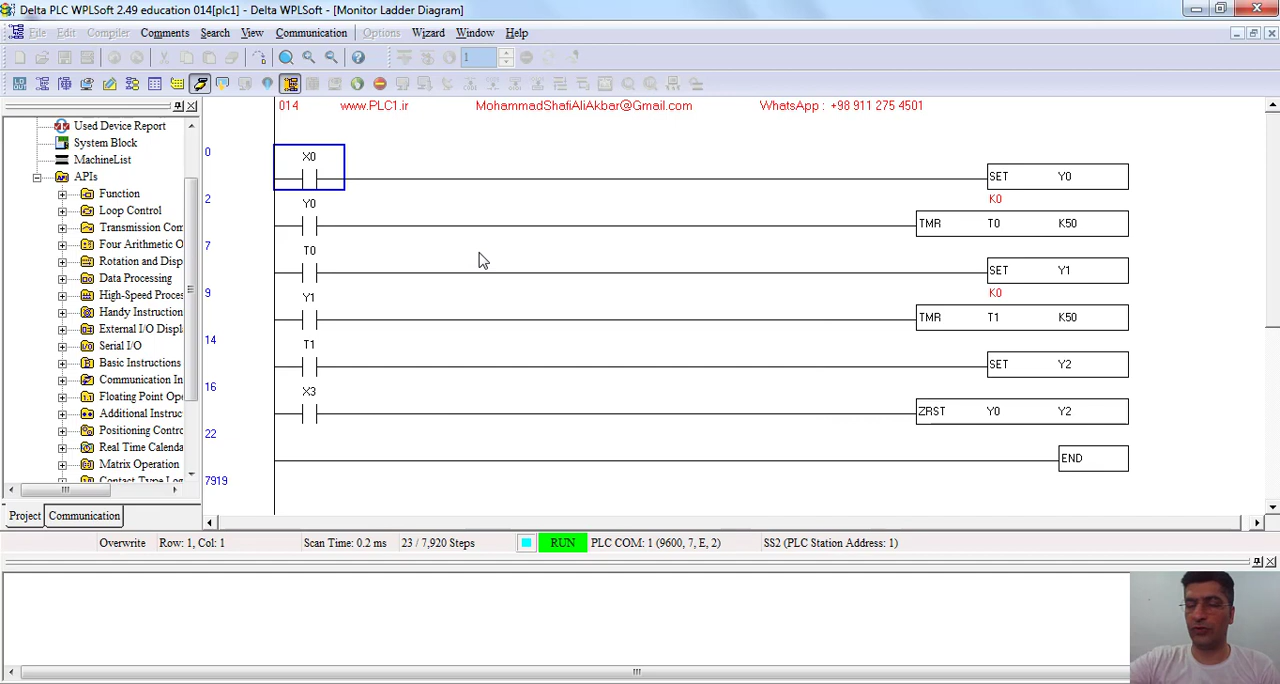 Delta PLC WPLSoft 2.49 education 014[plc1] - Delta WPLSoft - [Monitor Ladder Diagram]
File Edit Compiler Comments Search View Communication Options Wizard Window Help
1
Used Device Report
System Block
MachineList
APIs
Function
Loop Control
Transmission Com
Four Arithmetic O
Rotation and Disp
Data Processing
High-Speed Proces
Handy Instruction
External I/O Displ
Serial I/O
Basic Instructions
Communication In
Floating Point Ope
Additional Instruc
Positioning Contro
Real Time Calenda
Matrix Operation
Contact Type Log
Project Communication
014 www.PLC1.ir MohammadShafiAliAkbar@Gmail.com WhatsApp : +98 911 275 4501
0 X0 SET Y0
K0
2 Y0 TMR T0 K50
7 T0 SET Y1
K0
9 Y1 TMR T1 K50
14 T1 SET Y2
16 X3 ZRST Y0 Y2
22 END
7919
Overwrite Row: 1, Col: 1 Scan Time: 0.2 ms 23 / 7,920 Steps RUN PLC COM: 1 (9600, 7, E, 2) SS2 (PLC Station Address: 1)